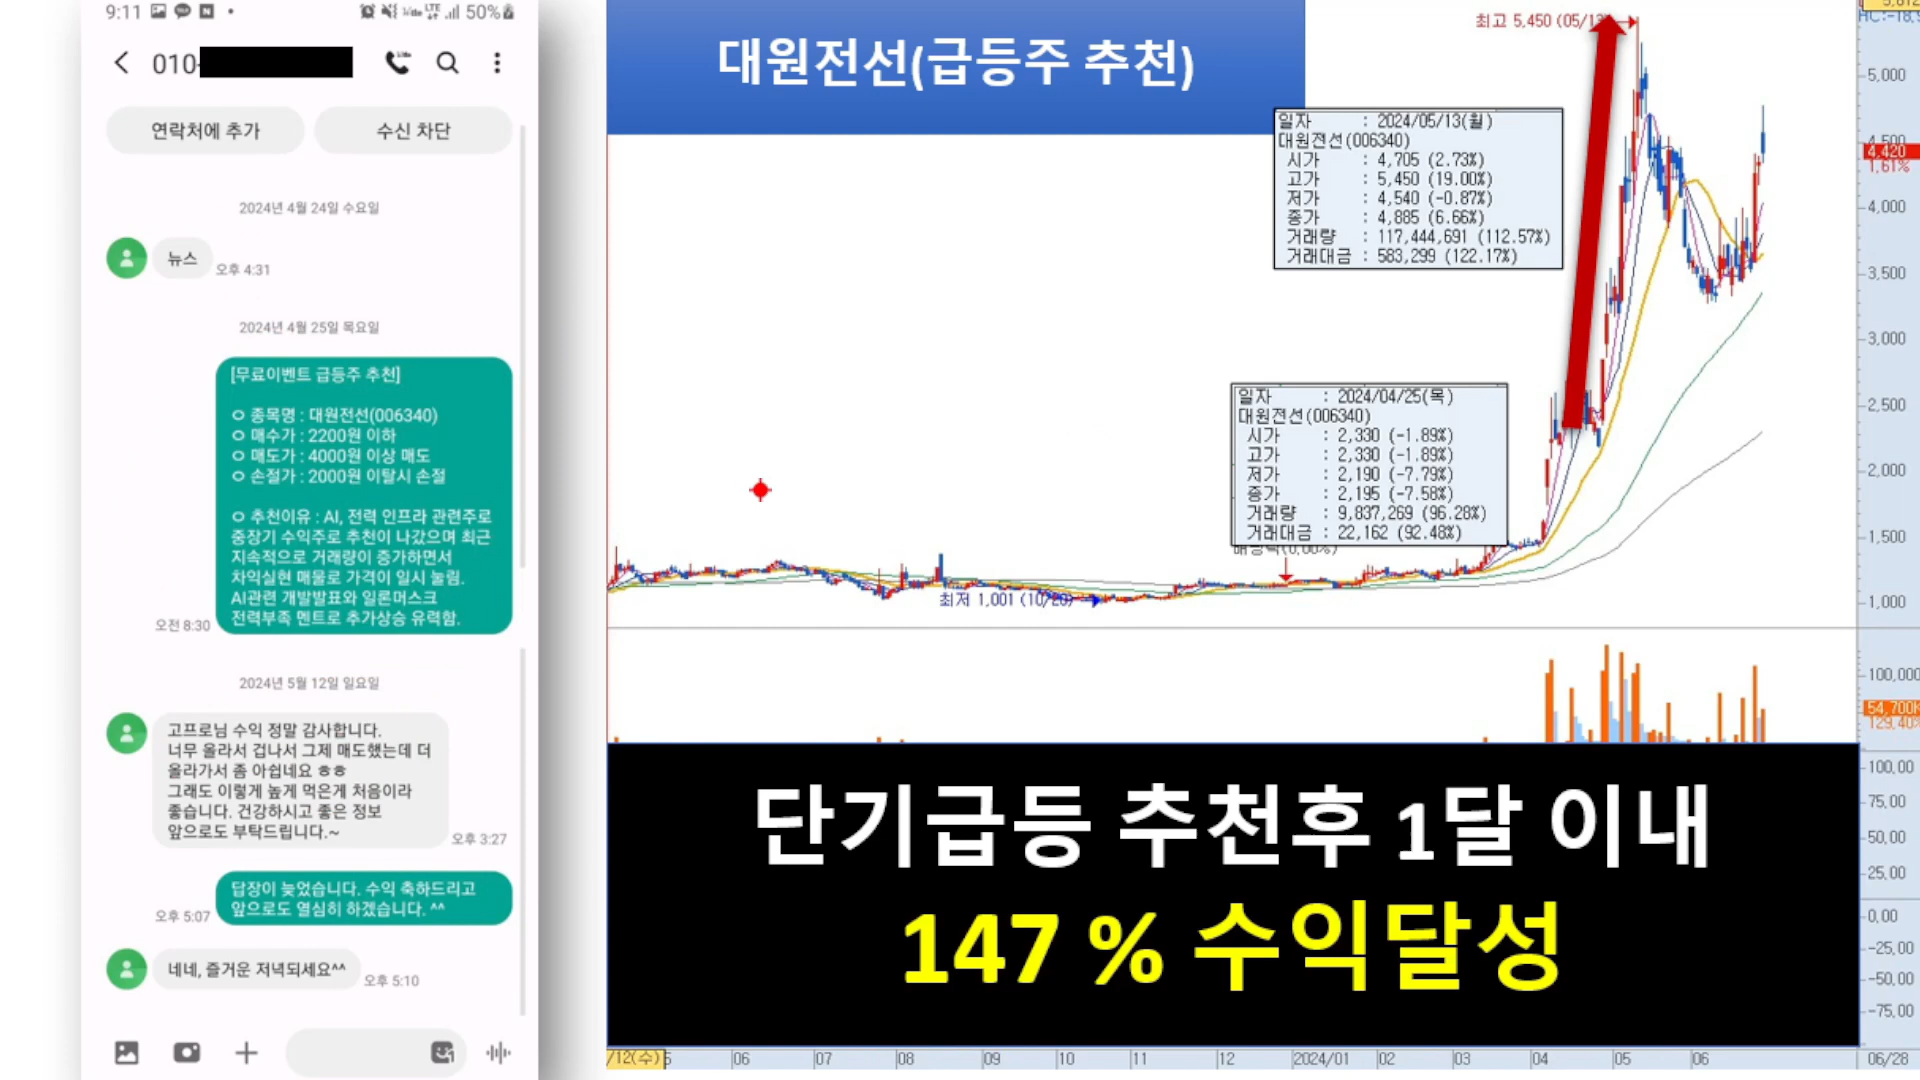 9:11
50%
010-
연락처에 추가
수신 차단
2024년 4월 24일 수요일
뉴스
오후 4:31
2024년 4월 25일 목요일
[무료이벤트 급등주 추천]
ㅇ 종목명 : 대원전선(006340)
ㅇ 매수가 : 2200원 이하
ㅇ 매도가 : 4000원 이상 매도
ㅇ 손절가 : 2000원 이탈시 손절
ㅇ 추천이유 : AI, 전력 인프라 관련주로
중장기 수익주로 추천이 나갔으며 최근
지속적으로 거래량이 증가하면서
차익실현 매물로 가격이 일시 눌림.
AI관련 개발발표와 일론머스크
전력부족 멘트로 추가상승 유력함.
오전 8:30
2024년 5월 12일 일요일
고프로님 수익 정말 감사합니다.
너무 올라서 겁나서 그제 매도했는데 더
올라가서 좀 아쉽네요 ㅎㅎ
그래도 이렇게 높게 먹은게 처음이라
좋습니다. 건강하시고 좋은 정보
앞으로도 부탁드립니다.~
오후 3:27
답장이 늦었습니다. 수익 축하드리고
앞으로도 열심히 하겠습니다. ^^
오후 5:07
네네, 즐거운 저녁되세요^^
오후 5:10
대원전선(급등주 추천)
최고 5,450 (05/13)
일자 : 2024/05/13(월)
대원전선(006340)
시가 : 4,705 (2.73%)
고가 : 5,450 (19.00%)
저가 : 4,540 (-0.87%)
종가 : 4,885 (6.66%)
거래량 : 117,444,691 (112.57%)
거래대금 : 583,299 (122.17%)
일자 : 2024/04/25(목)
대원전선(006340)
시가 : 2,330 (-1.89%)
고가 : 2,330 (-1.89%)
저가 : 2,190 (-7.79%)
종가 : 2,195 (-7.58%)
거래량 : 9,837,269 (96.28%)
거래대금 : 22,162 (92.48%)
배당락(0,00%)
최저 1,001 (10/20)
5,000
4,500
4,420
1,61%
4,000
3,500
3,000
2,500
2,000
1,500
1,000
100,000
54,700K
129,40%
100,00
75,00
50,00
25,00
0,00
-25,00
-50,00
-75,00
단기급등 추천후 1달 이내
147 % 수익달성
/12(수)
06
07
08
09
10
11
12
2024/01
02
03
04
05
06
06/28